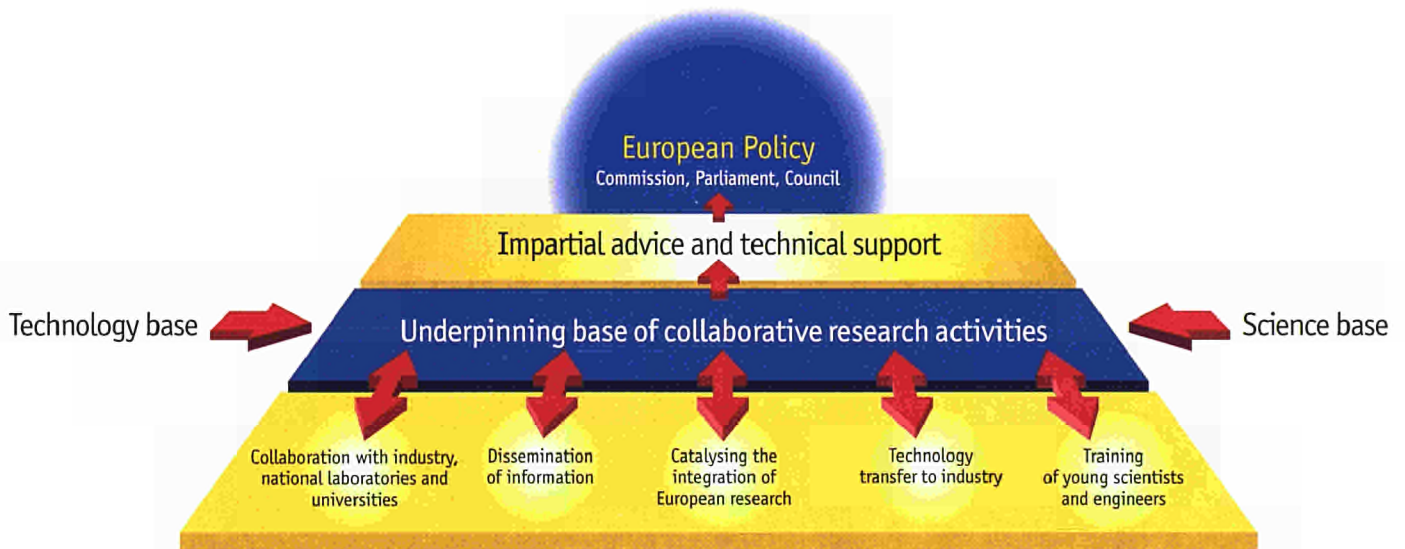 European Policy
Commission, Parliament, Council
Impartial advice and technical support
Technology base
Underpinning base of collaborative research activities
Science base
Collaboration with industry,
national laboratories and
universities
Dissemination
of information
Catalysing the
integration of
European research
Technology
transfer to industry
Training
of young scientists
and engineers